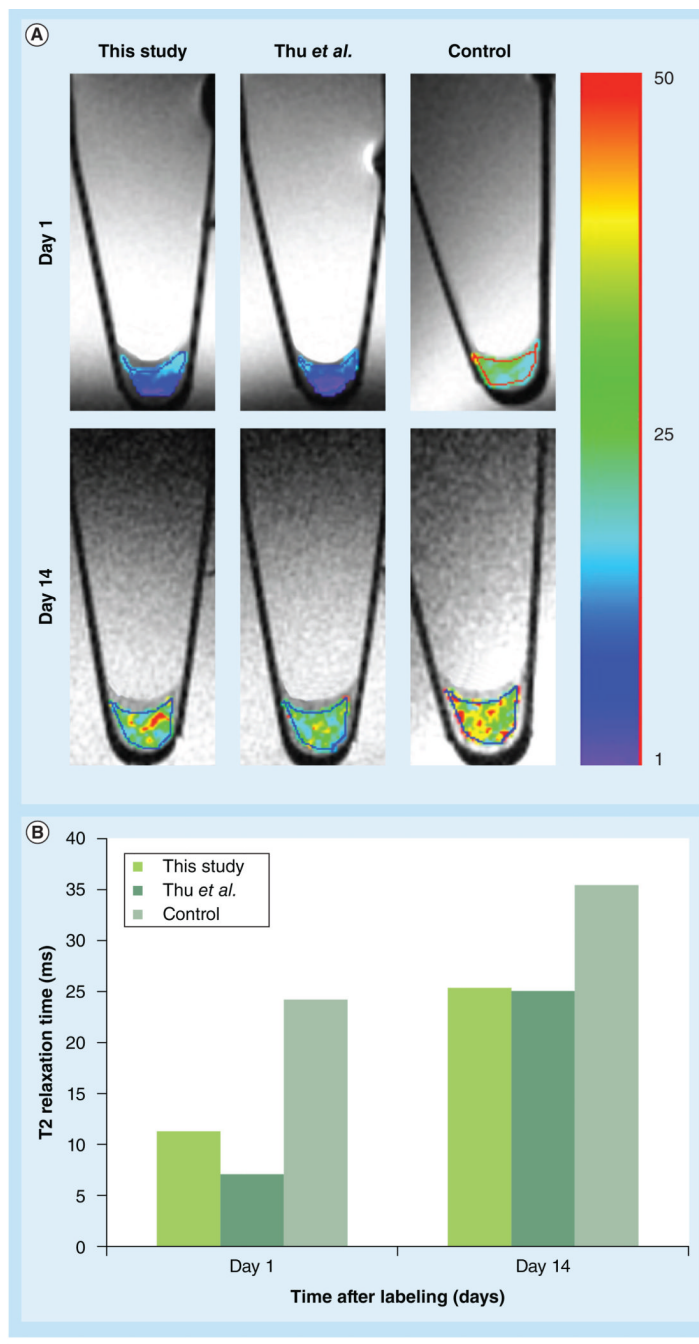 A
This study
Thu et al.
Control
Day 1
Day 14
50
25
1
B
40
35
30
25
20
15
10
5
0
T2 relaxation time (ms)
This study
Thu et al.
Control
Day 1
Day 14
Time after labeling (days)